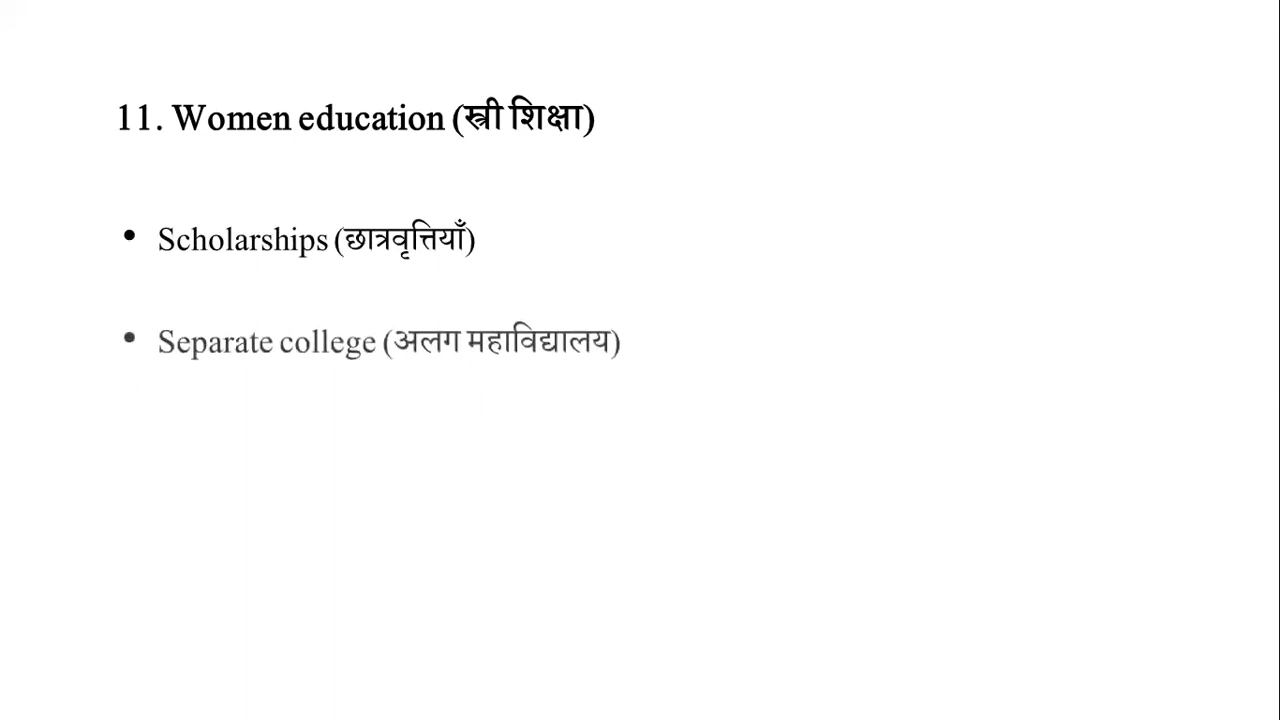 11. Women education (स्त्री शिक्षा)
• Scholarships (छात्रवृत्तियाँ)
• Separate college (अलग महाविद्यालय)